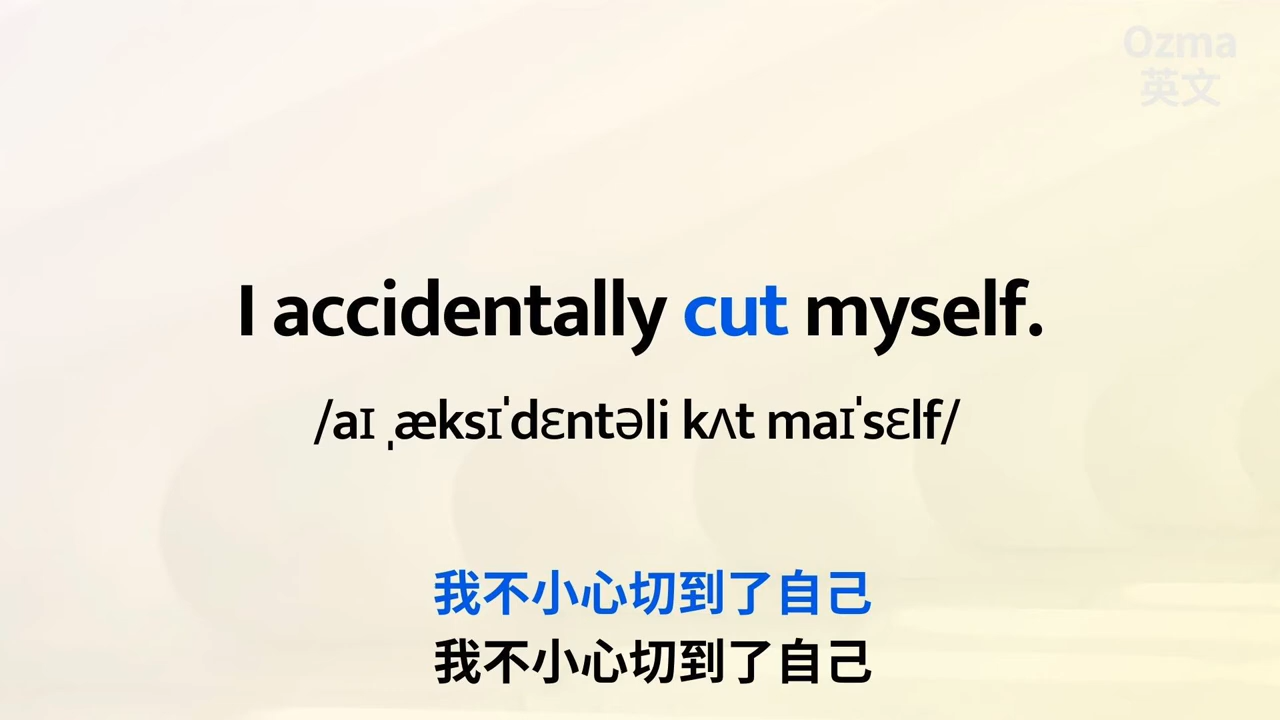 Ozma
英文
I accidentally cut myself.
/aɪ ˌæksɪˈdɛntəli kʌt maɪˈsɛlf/
我不小心切到了自己
我不小心切到了自己